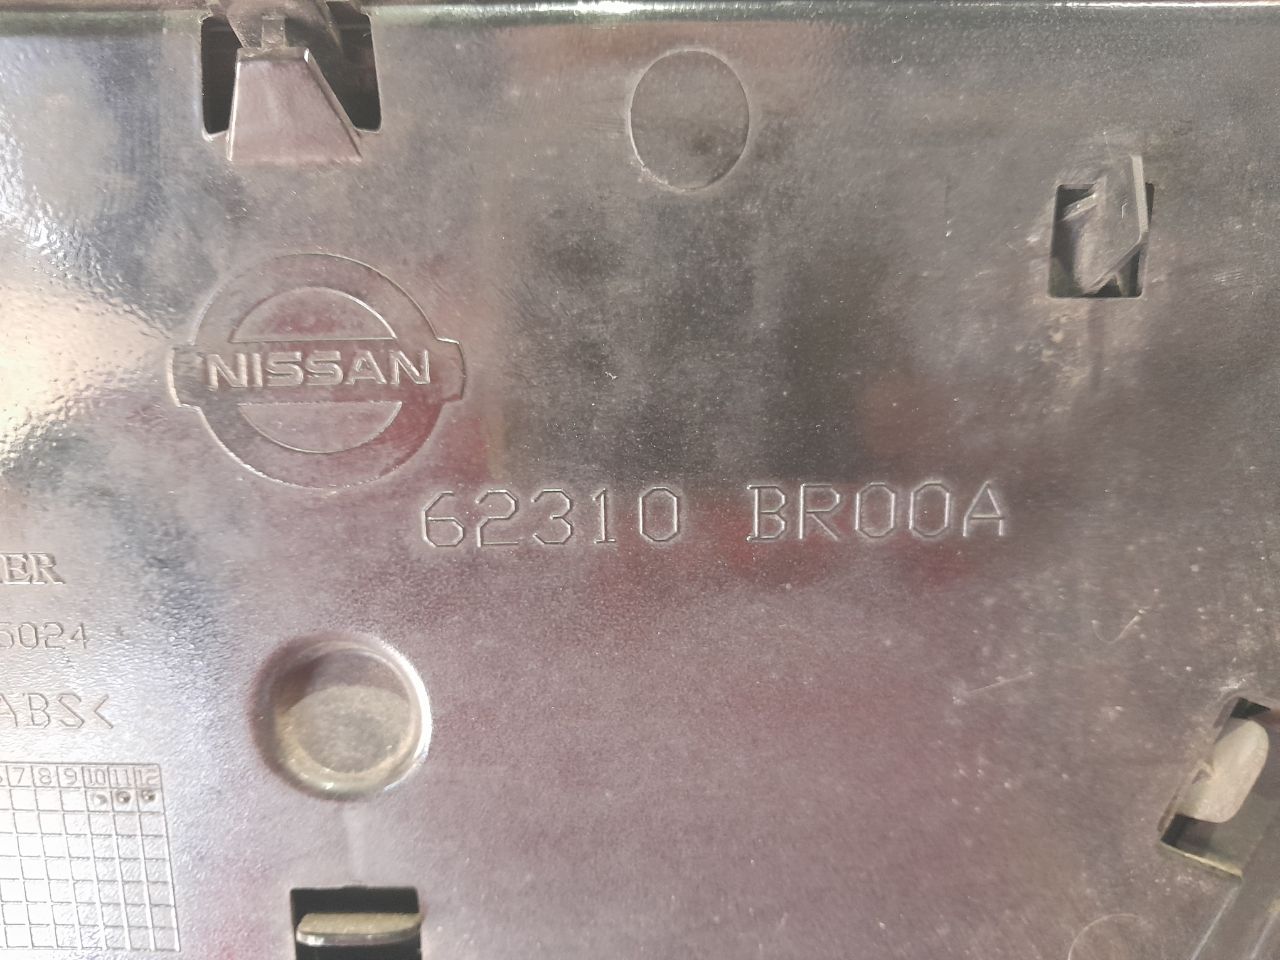 NISSAN
62310 BR00A
ER
5024
ABS<
7 8 9 10 11 12